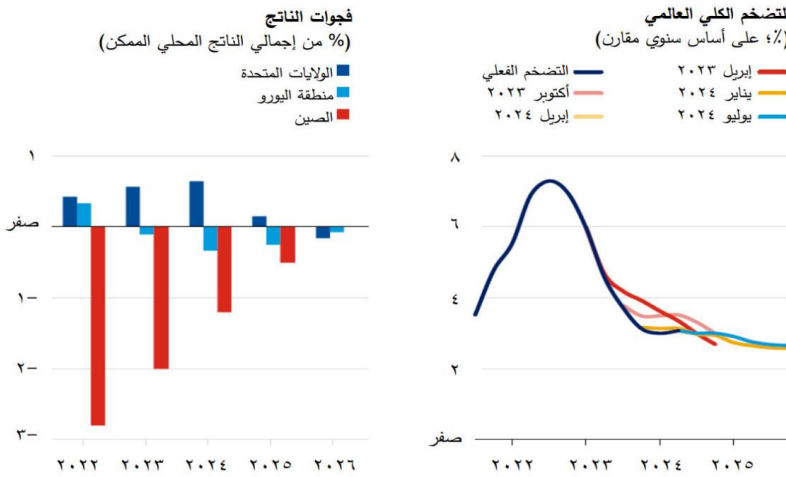 لتضخم الكلي العالمي
(٪؛ على أساس سنوي مقارن)
إبريل ٢٠٢٣
التضخم الفعلي
يناير ٢٠٢٤
أكتوبر ٢٠٢٣
يوليو ٢٠٢٤
إبريل ٢٠٢٤
٨
٦
٤
٢
صفر
٢٠٢٢ ٢٠٢٣ ٢٠٢٤ ٢٠٢٥
فجوات الناتج
(% من إجمالي الناتج المحلي الممكن)
الولايات المتحدة
منطقة اليورو
الصين
١
صفر
١−
٢−
٣−
٢٠٢٢ ٢٠٢٣ ٢٠٢٤ ٢٠٢٥ ٢٠٢٦